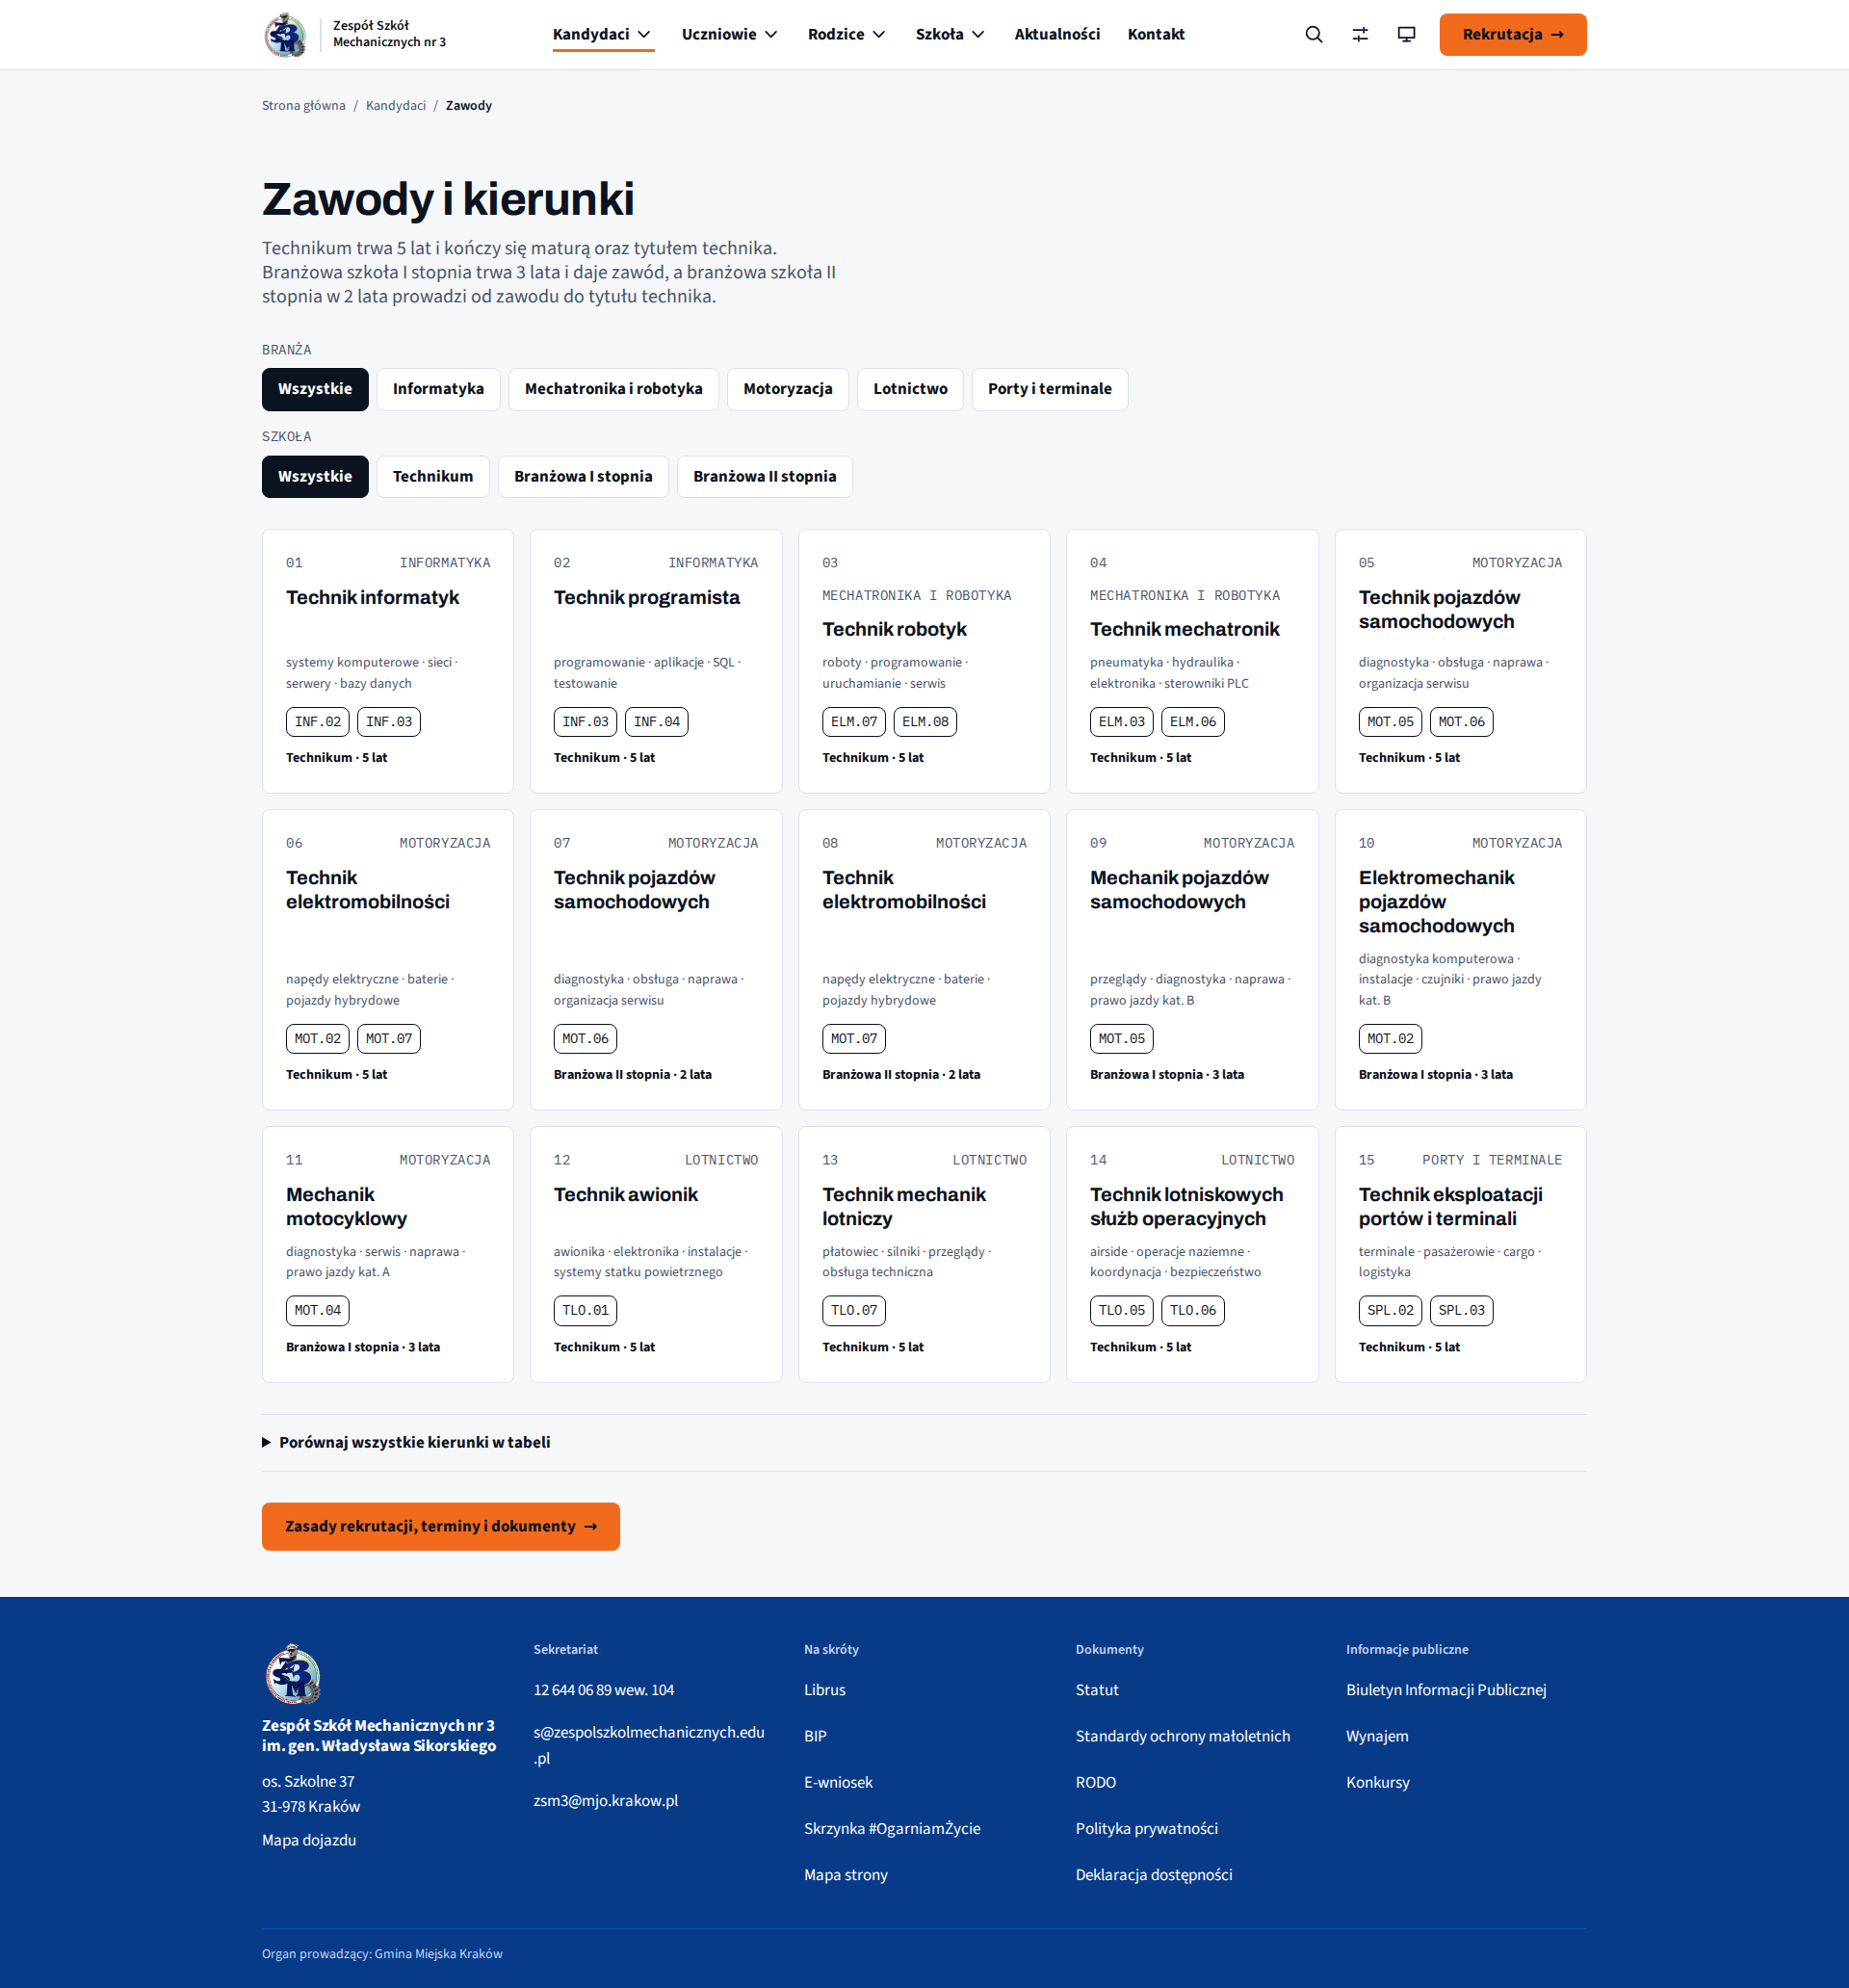 Zespół Szkół
Mechanicznych nr 3
Kandydaci
Uczniowie
Rodzice
Szkoła
Aktualności
Kontakt
Rekrutacja →
Strona główna / Kandydaci / Zawody
Zawody i kierunki
Technikum trwa 5 lat i kończy się maturą oraz tytułem technika.
Branżowa szkoła I stopnia trwa 3 lata i daje zawód, a branżowa szkoła II
stopnia w 2 lata prowadzi od zawodu do tytułu technika.
BRANŻA
Wszystkie
Informatyka
Mechatronika i robotyka
Motoryzacja
Lotnictwo
Porty i terminale
SZKOŁA
Wszystkie
Technikum
Branżowa I stopnia
Branżowa II stopnia
01 INFORMATYKA
Technik informatyk
systemy komputerowe · sieci ·
serwery · bazy danych
INF.02 INF.03
Technikum · 5 lat
02 INFORMATYKA
Technik programista
programowanie · aplikacje · SQL ·
testowanie
INF.03 INF.04
Technikum · 5 lat
03
MECHATRONIKA I ROBOTYKA
Technik robotyk
roboty · programowanie ·
uruchamianie · serwis
ELM.07 ELM.08
Technikum · 5 lat
04
MECHATRONIKA I ROBOTYKA
Technik mechatronik
pneumatyka · hydraulika ·
elektronika · sterowniki PLC
ELM.03 ELM.06
Technikum · 5 lat
05 MOTORYZACJA
Technik pojazdów
samochodowych
diagnostyka · obsługa · naprawa ·
organizacja serwisu
MOT.05 MOT.06
Technikum · 5 lat
06 MOTORYZACJA
Technik
elektromobilności
napędy elektryczne · baterie ·
pojazdy hybrydowe
MOT.02 MOT.07
Technikum · 5 lat
07 MOTORYZACJA
Technik pojazdów
samochodowych
diagnostyka · obsługa · naprawa ·
organizacja serwisu
MOT.06
Branżowa II stopnia · 2 lata
08 MOTORYZACJA
Technik
elektromobilności
napędy elektryczne · baterie ·
pojazdy hybrydowe
MOT.07
Branżowa II stopnia · 2 lata
09 MOTORYZACJA
Mechanik pojazdów
samochodowych
przeglądy · diagnostyka · naprawa ·
prawo jazdy kat. B
MOT.05
Branżowa I stopnia · 3 lata
10 MOTORYZACJA
Elektromechanik
pojazdów
samochodowych
diagnostyka komputerowa ·
instalacje · czujniki · prawo jazdy
kat. B
MOT.02
Branżowa I stopnia · 3 lata
11 MOTORYZACJA
Mechanik
motocyklowy
diagnostyka · serwis · naprawa ·
prawo jazdy kat. A
MOT.04
Branżowa I stopnia · 3 lata
12 LOTNICTWO
Technik awionik
awionika · elektronika · instalacje ·
systemy statku powietrznego
TLO.01
Technikum · 5 lat
13 LOTNICTWO
Technik mechanik
lotniczy
płatowiec · silniki · przeglądy ·
obsługa techniczna
TLO.07
Technikum · 5 lat
14 LOTNICTWO
Technik lotniskowych
służb operacyjnych
airside · operacje naziemne ·
koordynacja · bezpieczeństwo
TLO.05 TLO.06
Technikum · 5 lat
15 PORTY I TERMINALE
Technik eksploatacji
portów i terminali
terminale · pasażerowie · cargo ·
logistyka
SPL.02 SPL.03
Technikum · 5 lat
Porównaj wszystkie kierunki w tabeli
Zasady rekrutacji, terminy i dokumenty →
Zespół Szkół Mechanicznych nr 3
im. gen. Władysława Sikorskiego
os. Szkolne 37
31-978 Kraków
Mapa dojazdu
Sekretariat
12 644 06 89 wew. 104
s@zespolszkolmechanicznych.edu
.pl
zsm3@mjo.krakow.pl
Na skróty
Librus
BIP
E-wniosek
Skrzynka #OgarniamŻycie
Mapa strony
Dokumenty
Statut
Standardy ochrony małoletnich
RODO
Polityka prywatności
Deklaracja dostępności
Informacje publiczne
Biuletyn Informacji Publicznej
Wynajem
Konkursy
Organ prowadzący: Gmina Miejska Kraków